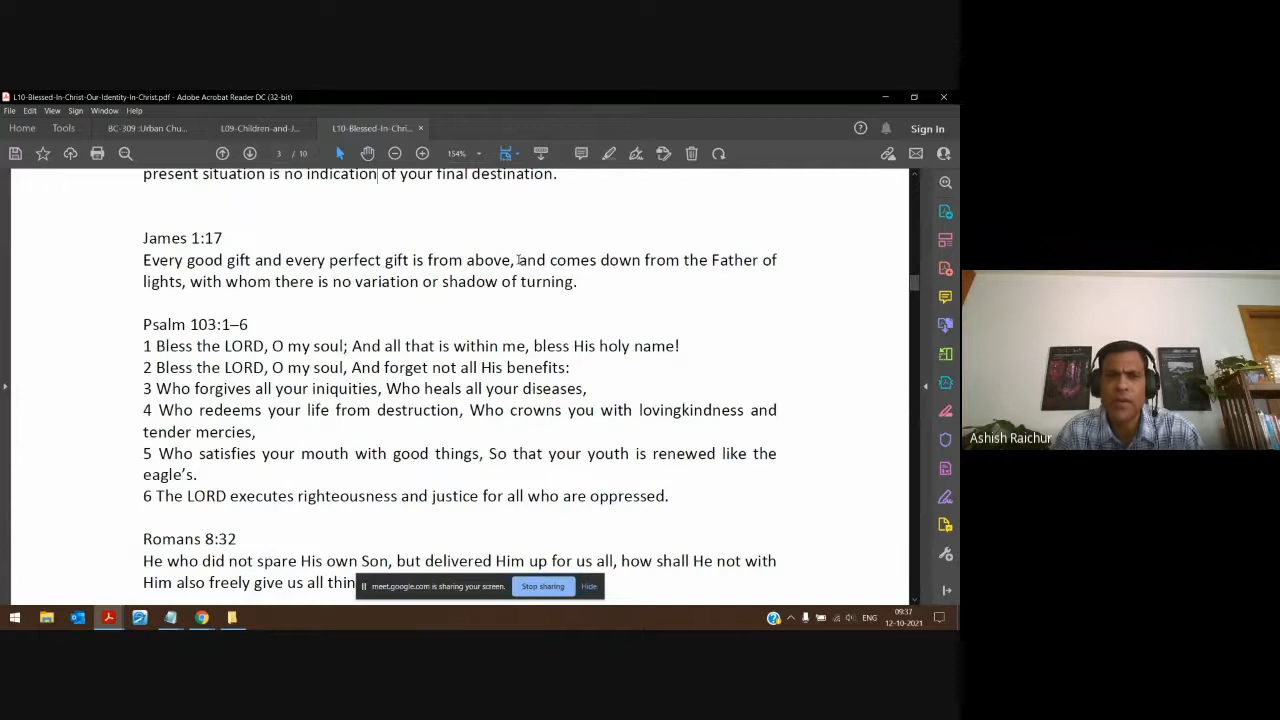 L10-Blessed-In-Christ-Our-Identity-In-Christ.pdf - Adobe Acrobat Reader DC (32-bit)
File Edit View Sign Window Help
Home Tools BC-309 :Urban Chu... L09-Children-and-J... L10-Blessed-In-Chri... × Sign In
3 / 10 154%
present situation is no indication of your final destination.
James 1:17
Every good gift and every perfect gift is from above, and comes down from the Father of
lights, with whom there is no variation or shadow of turning.
Psalm 103:1–6
1 Bless the LORD, O my soul; And all that is within me, bless His holy name!
2 Bless the LORD, O my soul, And forget not all His benefits:
3 Who forgives all your iniquities, Who heals all your diseases,
4 Who redeems your life from destruction, Who crowns you with lovingkindness and
tender mercies,
5 Who satisfies your mouth with good things, So that your youth is renewed like the
eagle’s.
6 The LORD executes righteousness and justice for all who are oppressed.
Romans 8:32
He who did not spare His own Son, but delivered Him up for us all, how shall He not with
Him also freely give us all thin
meet.google.com is sharing your screen. Stop sharing Hide
ENG 09:37
12-10-2021
Ashish Raichur